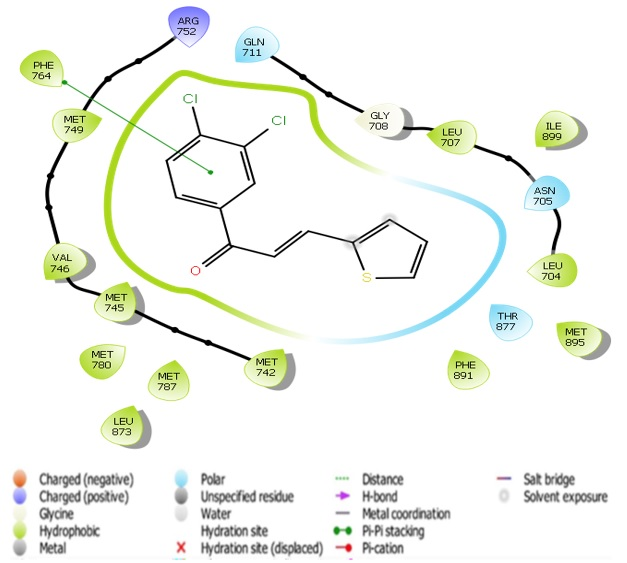 ARG
752
GLN
711
PHE
764
MET
749
Cl
Cl
GLY
708
LEU
707
ILE
899
ASN
705
O
S
VAL
746
MET
745
LEU
704
THR
877
MET
895
MET
780
MET
787
MET
742
PHE
891
LEU
873
Charged (negative)
Charged (positive)
Glycine
Hydrophobic
Metal
Polar
Unspecified residue
Water
Hydration site
Hydration site (displaced)
Distance
H-bond
Metal coordination
Pi-Pi stacking
Pi-cation
Salt bridge
Solvent exposure